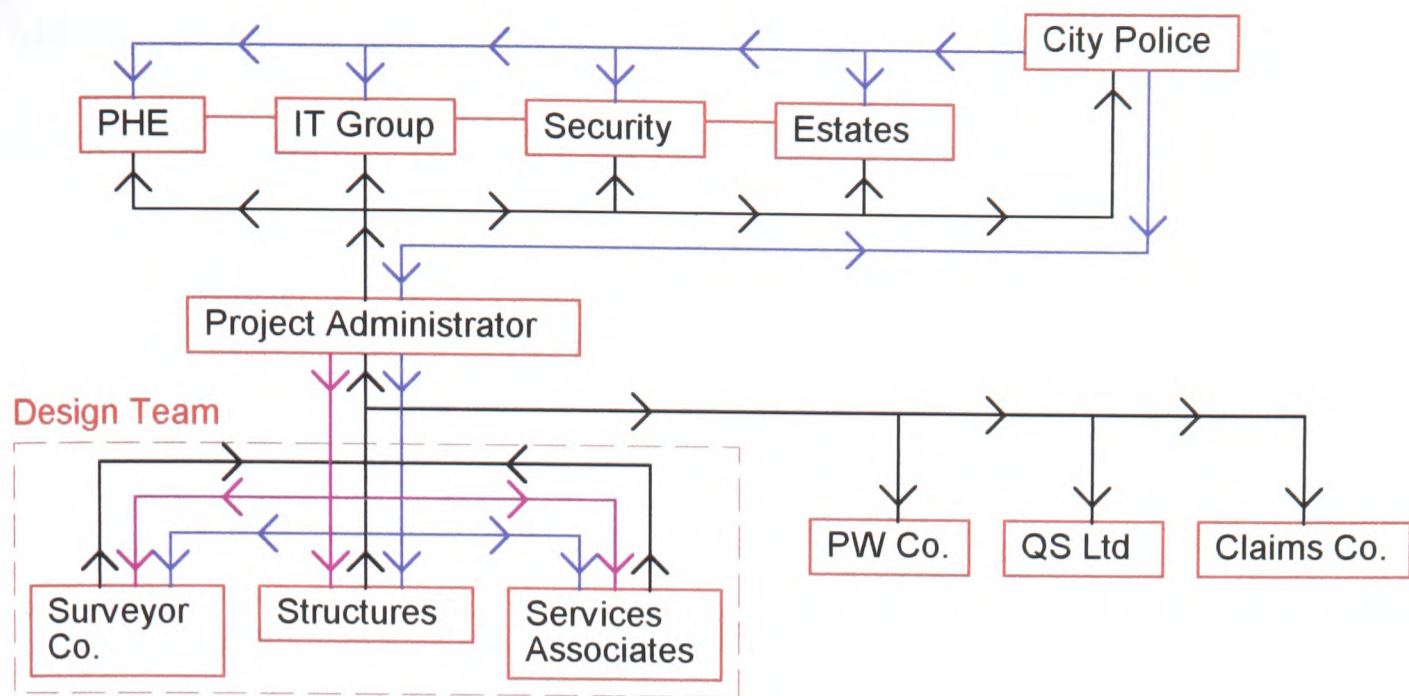 City Police
PHE
IT Group
Security
Estates
Project Administrator
Design Team
PW Co.
QS Ltd
Claims Co.
Surveyor
Co.
Structures
Services
Associates